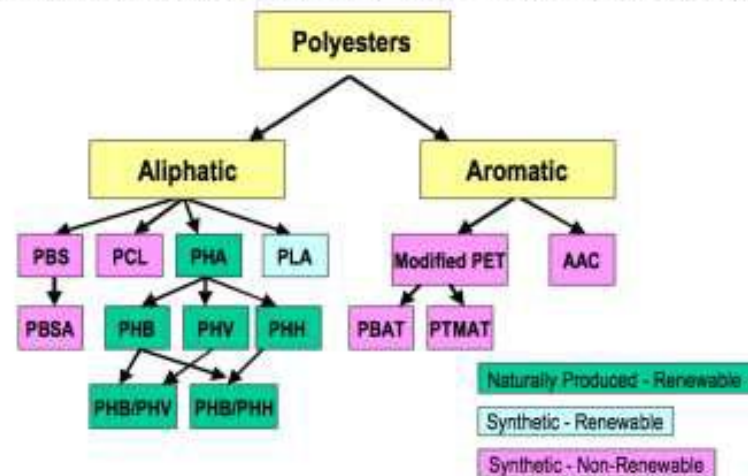 Polyesters
Aliphatic
Aromatic
PBS
PCL
PHA
PLA
Modified PET
AAC
PBSA
PHB
PHV
PHH
PBAT
PTMAT
PHB/PHV
PHB/PHH
Naturally Produced - Renewable
Synthetic - Renewable
Synthetic - Non-Renewable